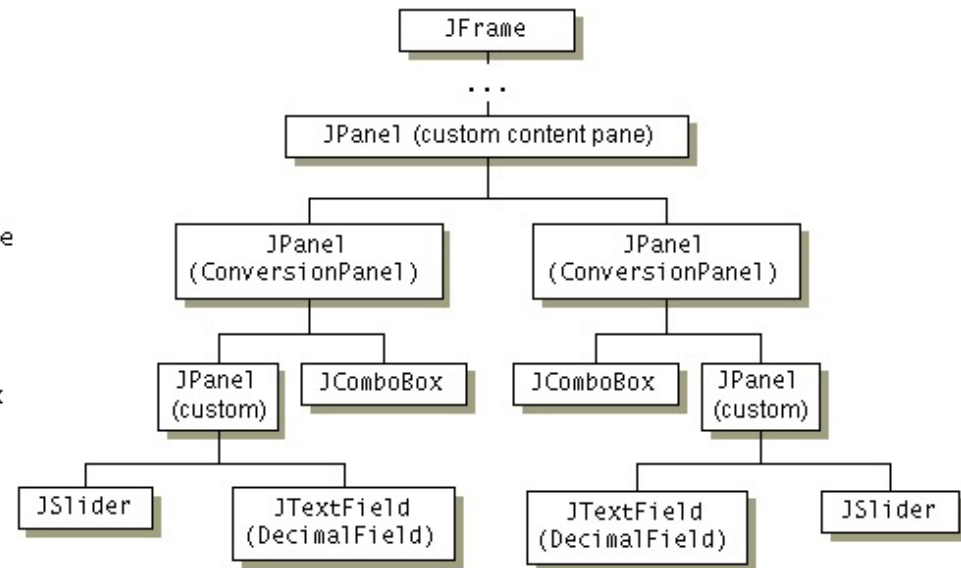 JFrame
...
JPanel (custom content pane)
e
JPanel
(ConversionPanel)
JPanel
(ConversionPanel)
JPanel
(custom)
JComboBox
JComboBox
JPanel
(custom)
x
JSlider
JTextField
(DecimalField)
JTextField
(DecimalField)
JSlider